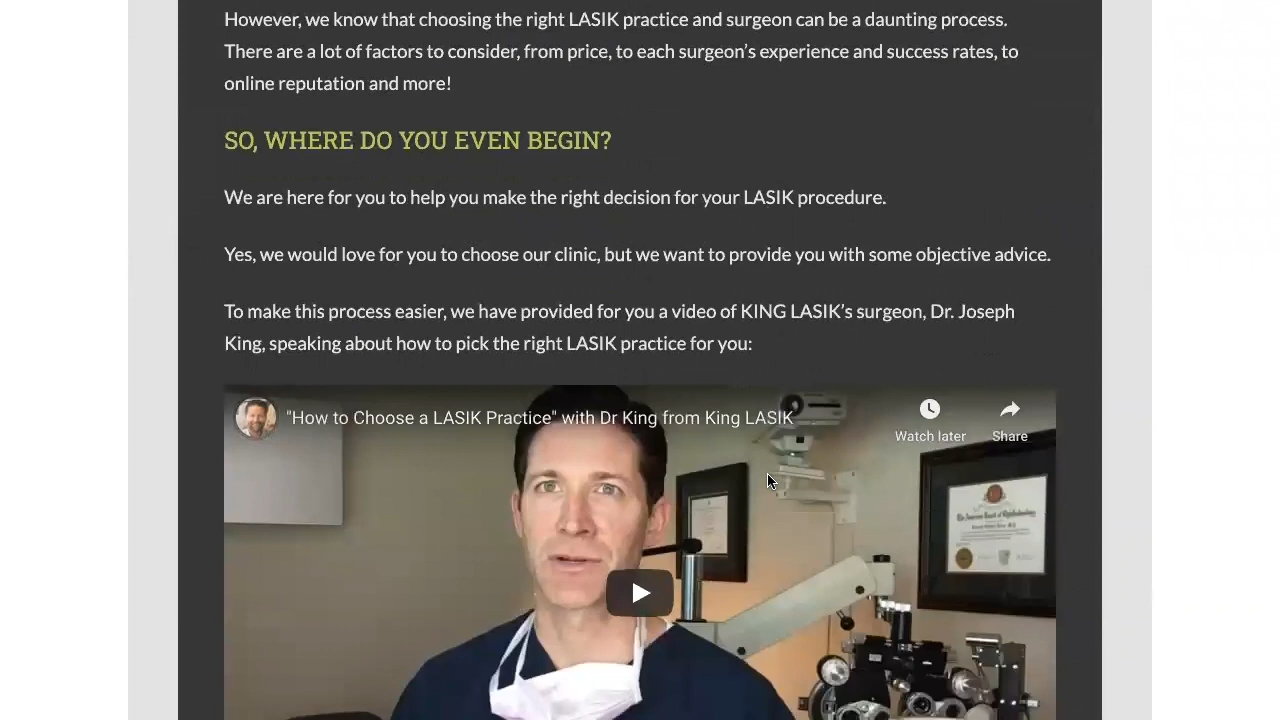 However, we know that choosing the right LASIK practice and surgeon can be a daunting process.
There are a lot of factors to consider, from price, to each surgeon’s experience and success rates, to
online reputation and more!
SO, WHERE DO YOU EVEN BEGIN?
We are here for you to help you make the right decision for your LASIK procedure.
Yes, we would love for you to choose our clinic, but we want to provide you with some objective advice.
To make this process easier, we have provided for you a video of KING LASIK’s surgeon, Dr. Joseph
King, speaking about how to pick the right LASIK practice for you:
"How to Choose a LASIK Practice" with Dr King from King LASIK
Watch later
Share
The American Board of Ophthalmology